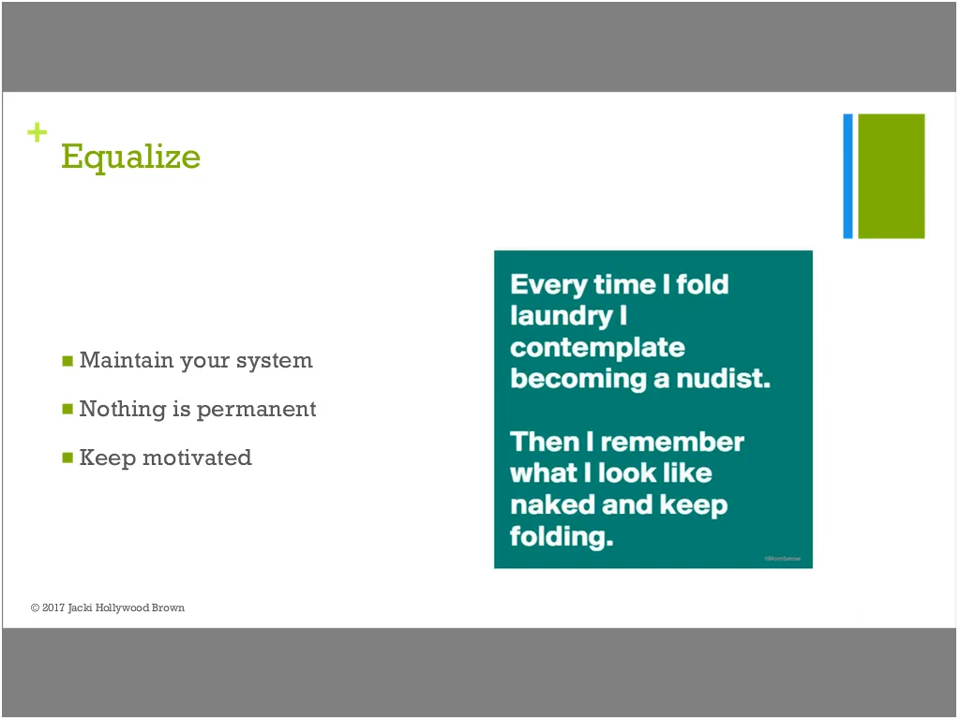 +
Equalize
Maintain your system
Nothing is permanent
Keep motivated
Every time I fold
laundry I
contemplate
becoming a nudist.
Then I remember
what I look like
naked and keep
folding.
© 2017 Jacki Hollywood Brown